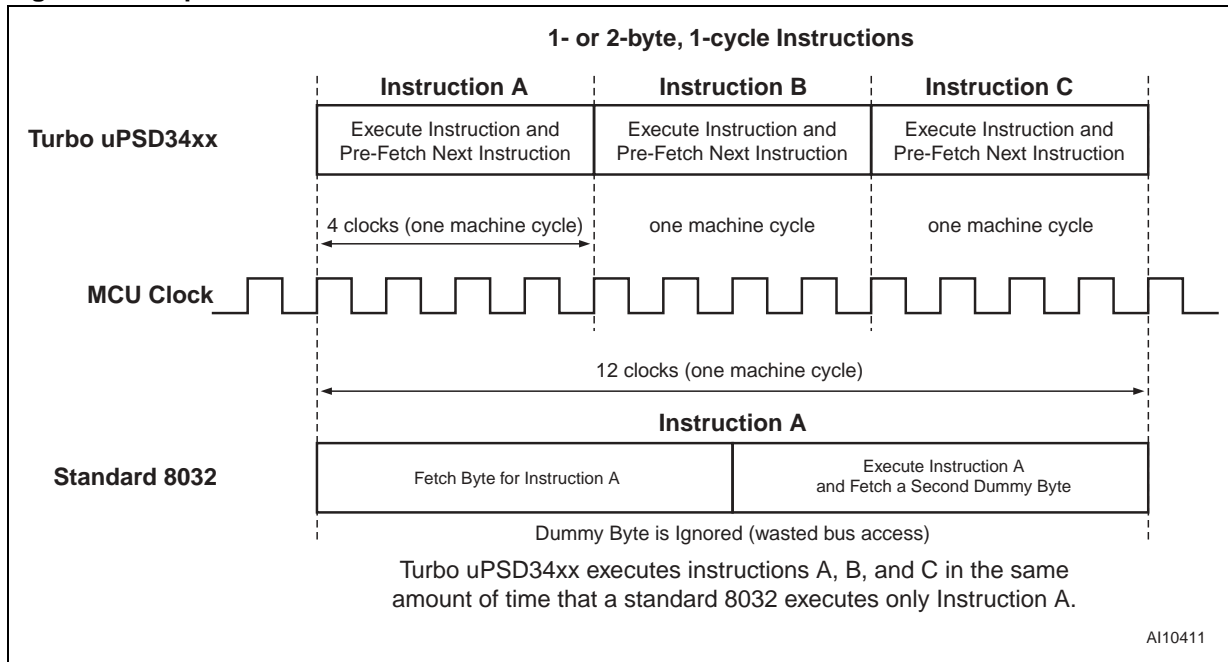 1- or 2-byte, 1-cycle Instructions
Instruction A
Instruction B
Instruction C
Turbo uPSD34xx
Execute Instruction and
Pre-Fetch Next Instruction
Execute Instruction and
Pre-Fetch Next Instruction
Execute Instruction and
Pre-Fetch Next Instruction
4 clocks (one machine cycle)
one machine cycle
one machine cycle
MCU Clock
12 clocks (one machine cycle)
Instruction A
Standard 8032
Fetch Byte for Instruction A
Execute Instruction A
and Fetch a Second Dummy Byte
Dummy Byte is Ignored (wasted bus access)
Turbo uPSD34xx executes instructions A, B, and C in the same
amount of time that a standard 8032 executes only Instruction A.
AI10411